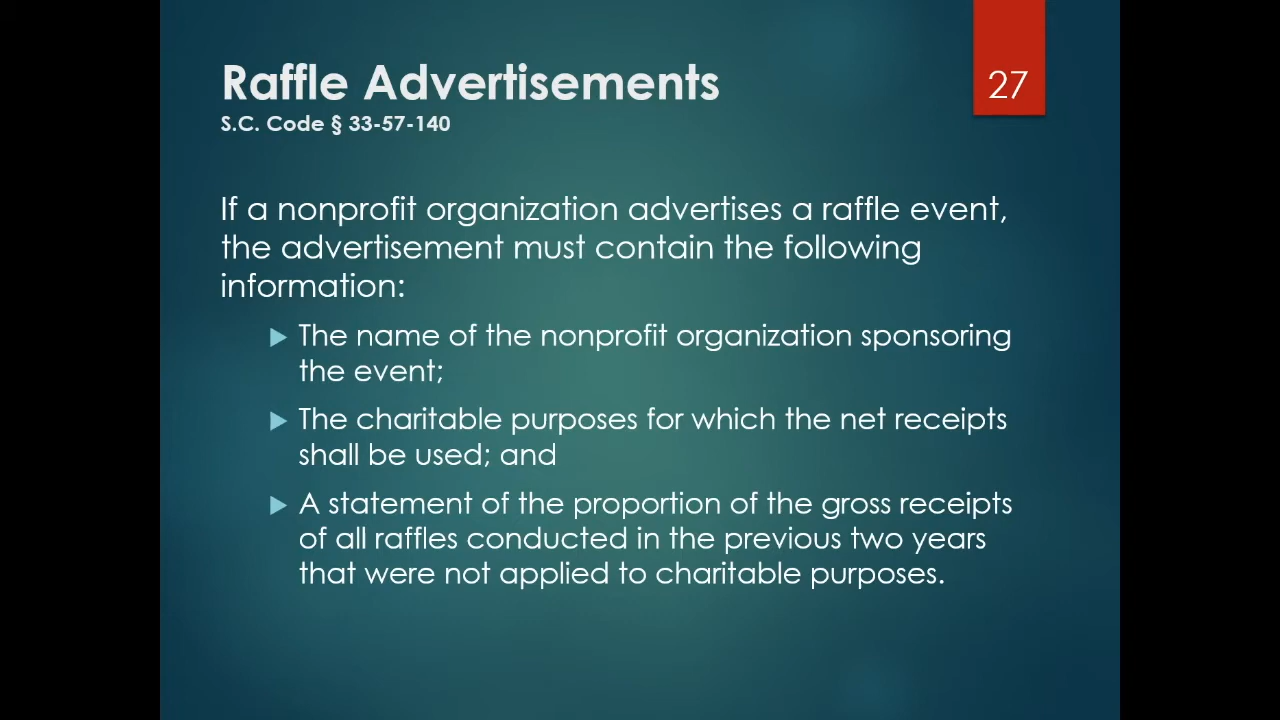 Raffle Advertisements
27
S.C. Code § 33-57-140
If a nonprofit organization advertises a raffle event,
the advertisement must contain the following
information:
The name of the nonprofit organization sponsoring
the event;
The charitable purposes for which the net receipts
shall be used; and
A statement of the proportion of the gross receipts
of all raffles conducted in the previous two years
that were not applied to charitable purposes.